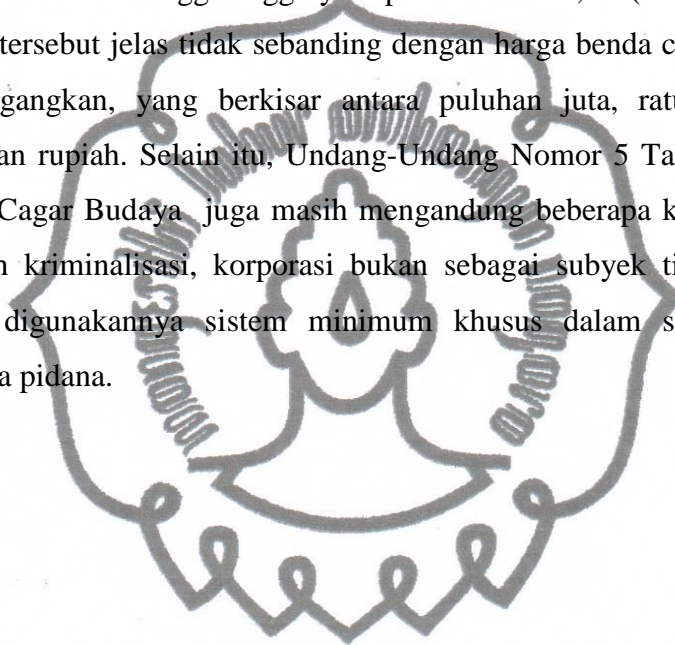 tersebut jelas tidak sebanding dengan harga benda c
gangkan, yang berkisar antara puluhan juta, ratu
an rupiah. Selain itu, Undang-Undang Nomor 5 Ta
Cagar Budaya juga masih mengandung beberapa k
kriminalisasi, korporasi bukan sebagai subyek ti
digunakannya sistem minimum khusus dalam s
a pidana.